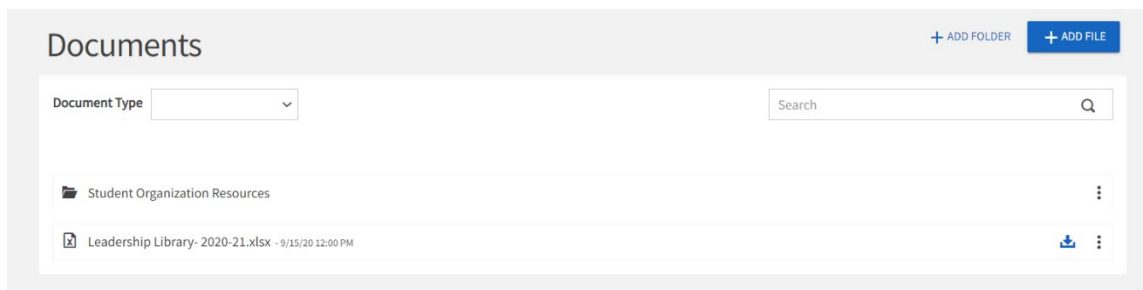 Documents
+ ADD FOLDER
+ ADD FILE
Document Type
Search
Student Organization Resources
Leadership Library- 2020-21.xlsx - 9/15/20 12:00 PM